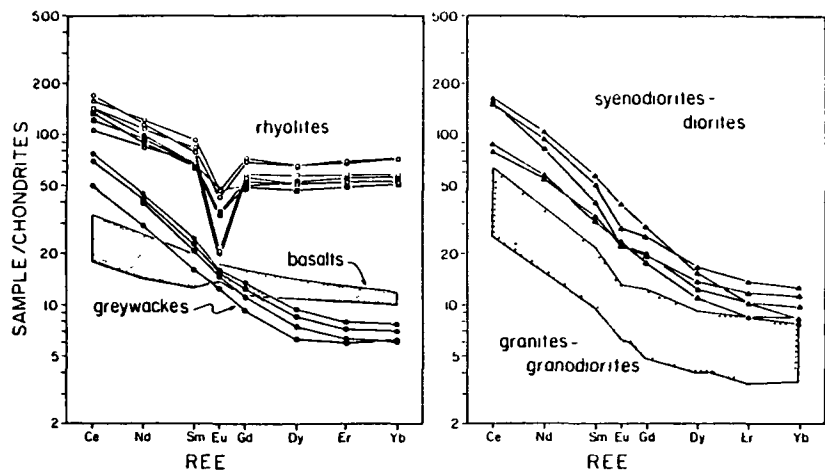 500
200
100
50
20
10
5
2
SAMPLE/CHONDRITES
rhyolites
basalts
greywackes
Ce Nd Sm Eu Gd Dy Er Yb
REE
500
200
100
50
20
10
5
2
syenodiorites-
diorites
granites-
granodiorites
Ce Nd Sm Eu Gd Dy Er Yb
REE